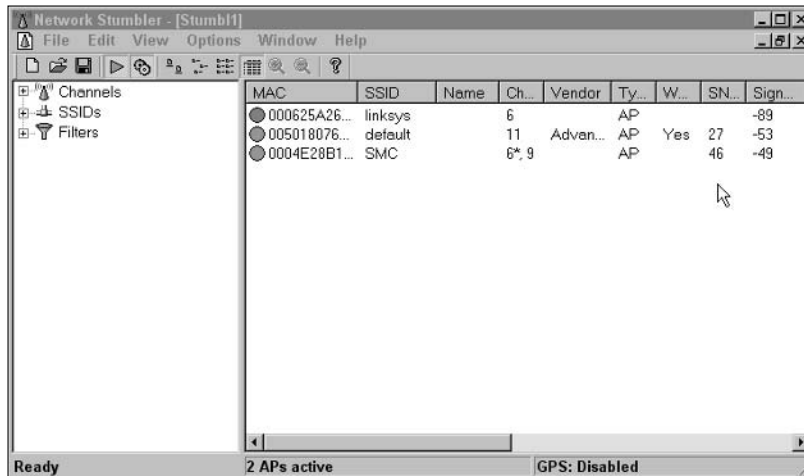 Network Stumbler - [Stumbl1]
File Edit View Options Window Help
Channels
SSIDs
Filters
MAC SSID Name Ch... Vendor Ty... W... SN... Sign...
000625A26... linksys 6 AP -89
005018076... default 11 Advan... AP Yes 27 -53
0004E28B1... SMC 6*, 9 AP 46 -49
Ready 2 APs active GPS: Disabled